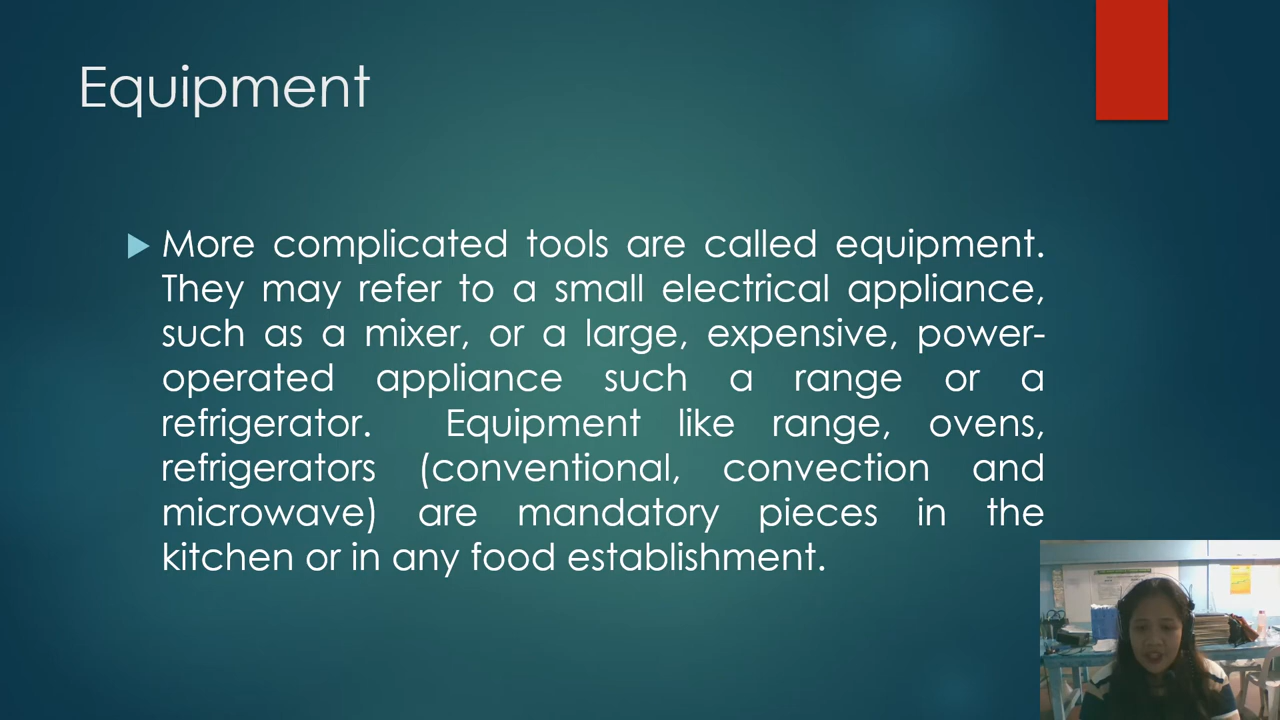 Equipment
More complicated tools are called equipment.
They may refer to a small electrical appliance,
such as a mixer, or a large, expensive, power-
operated appliance such a range or a
refrigerator. Equipment like range, ovens,
refrigerators (conventional, convection and
microwave) are mandatory pieces in the
kitchen or in any food establishment.